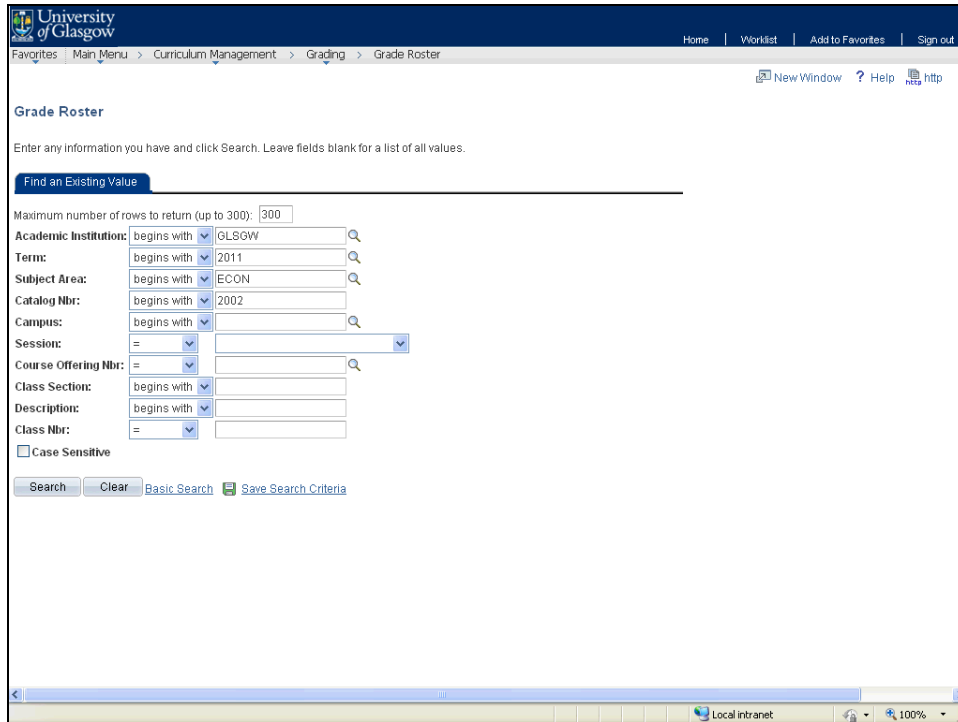 University
of Glasgow
Home | Worklist | Add to Favorites | Sign out
Favorites Main Menu > Curriculum Management > Grading > Grade Roster
New Window ? Help http
Grade Roster
Enter any information you have and click Search. Leave fields blank for a list of all values.
Find an Existing Value
Maximum number of rows to return (up to 300): 300
Academic Institution: begins with GLSGW
Term: begins with 2011
Subject Area: begins with ECON
Catalog Nbr: begins with 2002
Campus: begins with
Session: =
Course Offering Nbr: =
Class Section: begins with
Description: begins with
Class Nbr: =
Case Sensitive
Search Clear Basic Search Save Search Criteria
Local intranet 100%